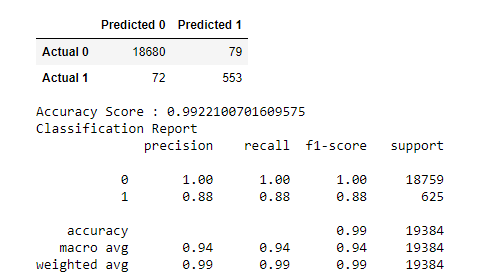 Predicted 0 Predicted 1
Actual 0 18680 79
Actual 1 72 553
Accuracy Score : 0.9922100701609575
Classification Report
precision recall f1-score support
0 1.00 1.00 1.00 18759
1 0.88 0.88 0.88 625
accuracy 0.99 19384
macro avg 0.94 0.94 0.94 19384
weighted avg 0.99 0.99 0.99 19384